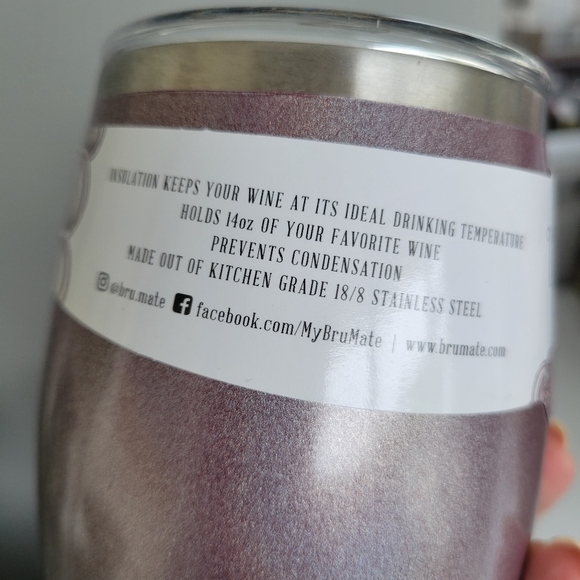 INSULATION KEEPS YOUR WINE AT ITS IDEAL DRINKING TEMPERATURE
HOLDS 14oz OF YOUR FAVORITE WINE
PREVENTS CONDENSATION
MADE OUT OF KITCHEN GRADE 18/8 STAINLESS STEEL
@bru.mate facebook.com/MyBruMate | www.brumate.com